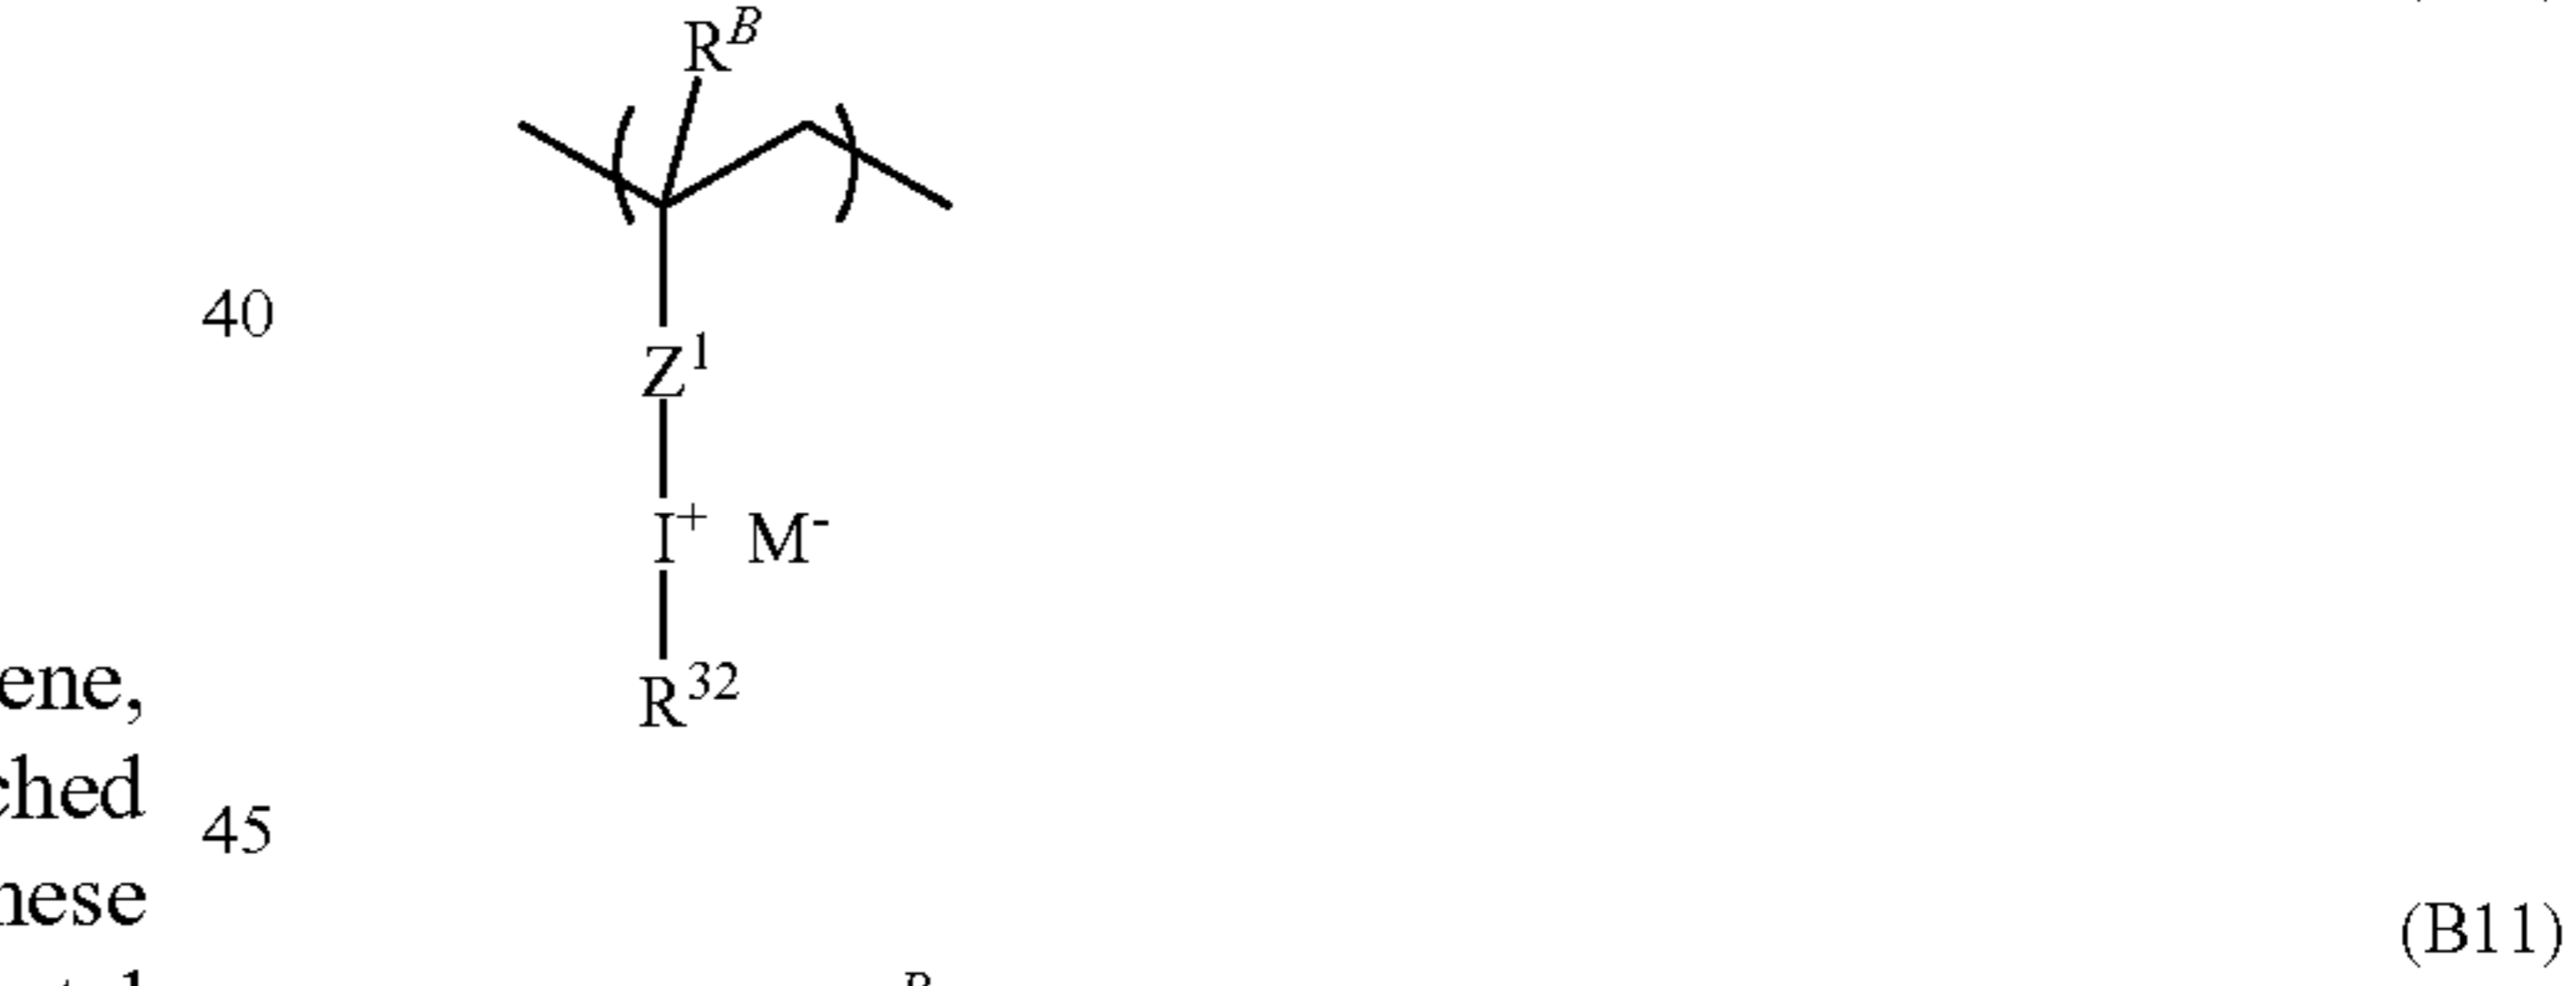 R^B
40
Z^1
I^+ M^-
R^32
ene,
ched
45
nese
(B11)
B